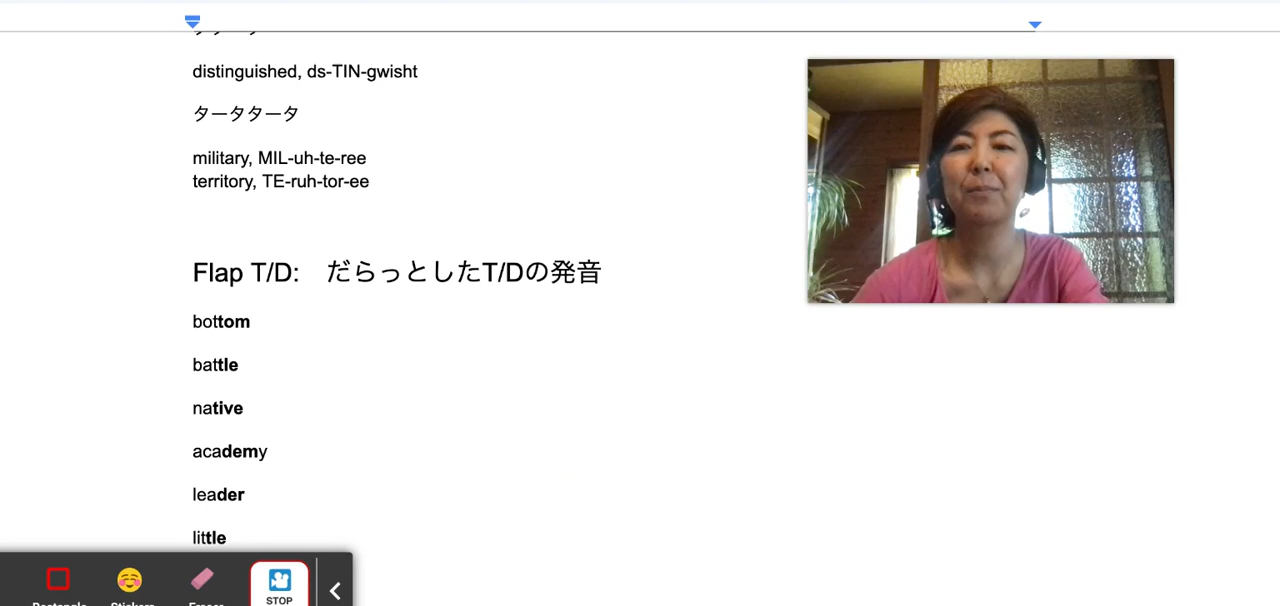 distinguished, ds-TIN-gwisht
タータタータ
military, MIL-uh-te-ree
territory, TE-ruh-tor-ee
Flap T/D:　だらっとしたT/Dの発音
bottom
battle
native
academy
leader
little
STOP